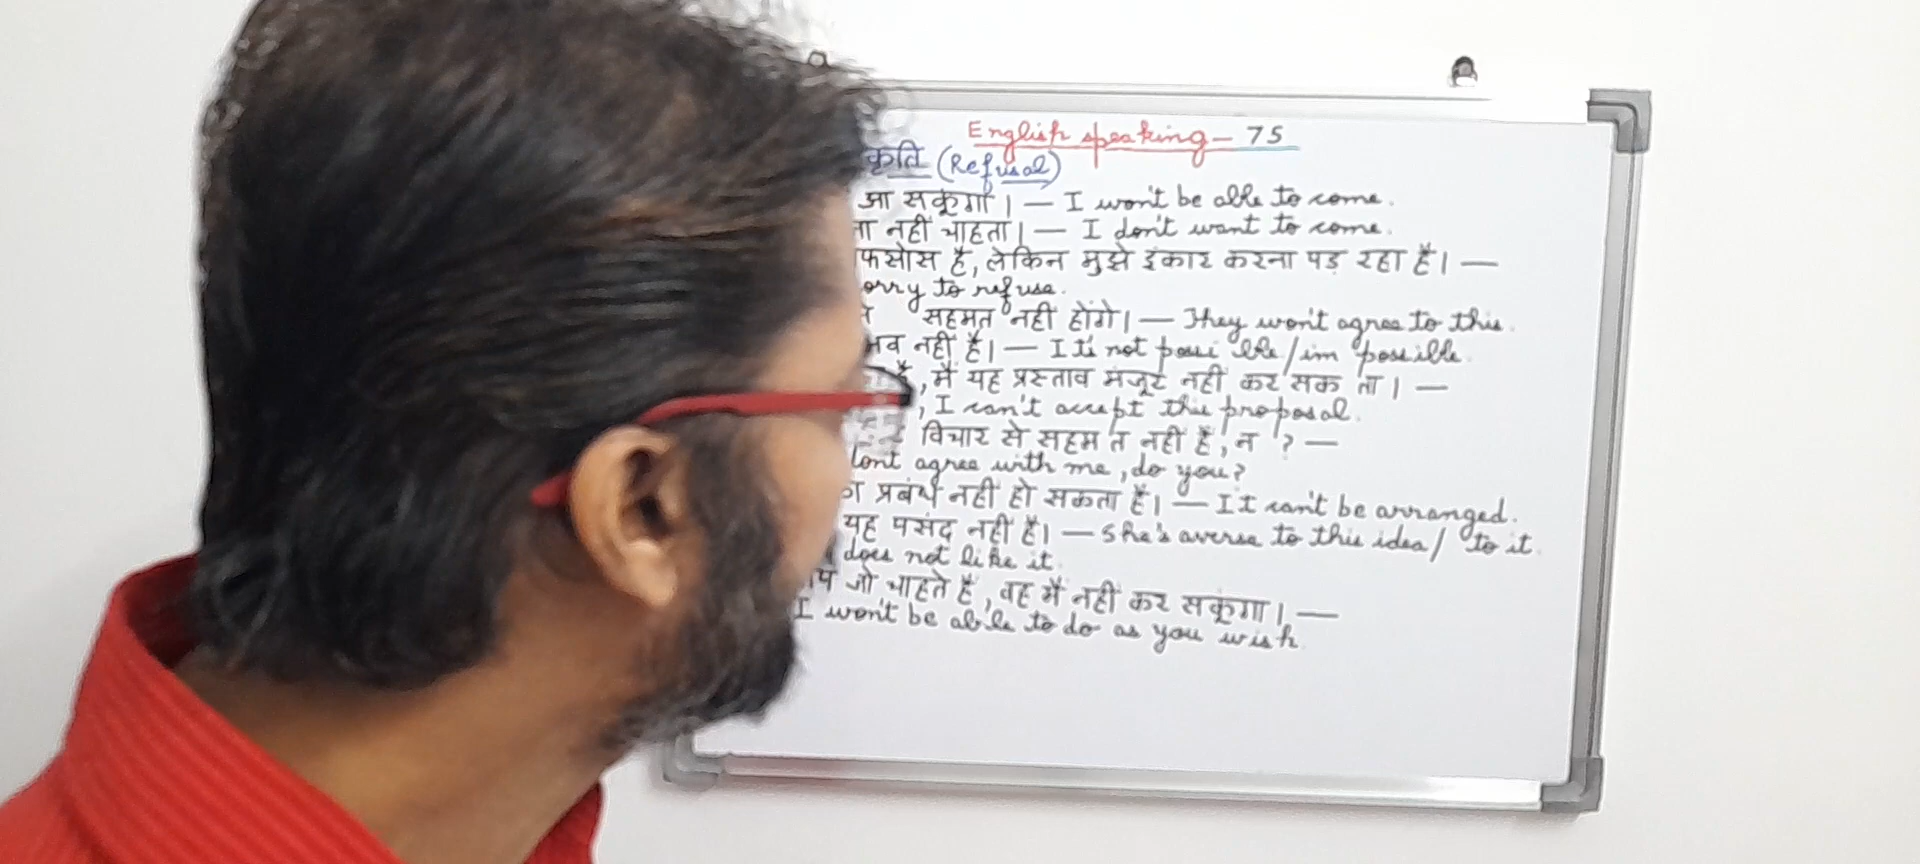 English speaking - 75
कृति (Refusal)
आ सकूंगा। — I won't be able to come.
ता नहीं चाहता। — I don't want to come.
फसोस है, लेकिन मुझे इंकार करना पड़ रहा है। —
orry to refuse.
सहमत नहीं होंगे। — They won't agree to this.
भव नहीं है। — It's not possible/impossible.
है, मैं यह प्रस्ताव मंजूर नहीं कर सकता। —
, I can't accept this proposal.
विचार से सहमत नहीं हैं, न ? —
dont agree with me, do you?
प्रबंध नहीं हो सकता है। — It can't be arranged.
यह पसंद नहीं है। — She's averse to this idea/ to it.
does not like it.
जो चाहते हैं, वह मैं नहीं कर सकूंगा। —
I won't be able to do as you wish.